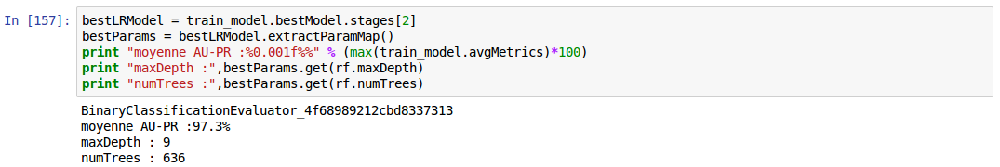 In [157]: bestLRModel = train_model.bestModel.stages[2]
bestParams = bestLRModel.extractParamMap()
print "moyenne AU-PR :%0.001f%%" % (max(train_model.avgMetrics)*100)
print "maxDepth :",bestParams.get(rf.maxDepth)
print "numTrees :",bestParams.get(rf.numTrees)
BinaryClassificationEvaluator_4f68989212cbd8337313
moyenne AU-PR :97.3%
maxDepth : 9
numTrees : 636